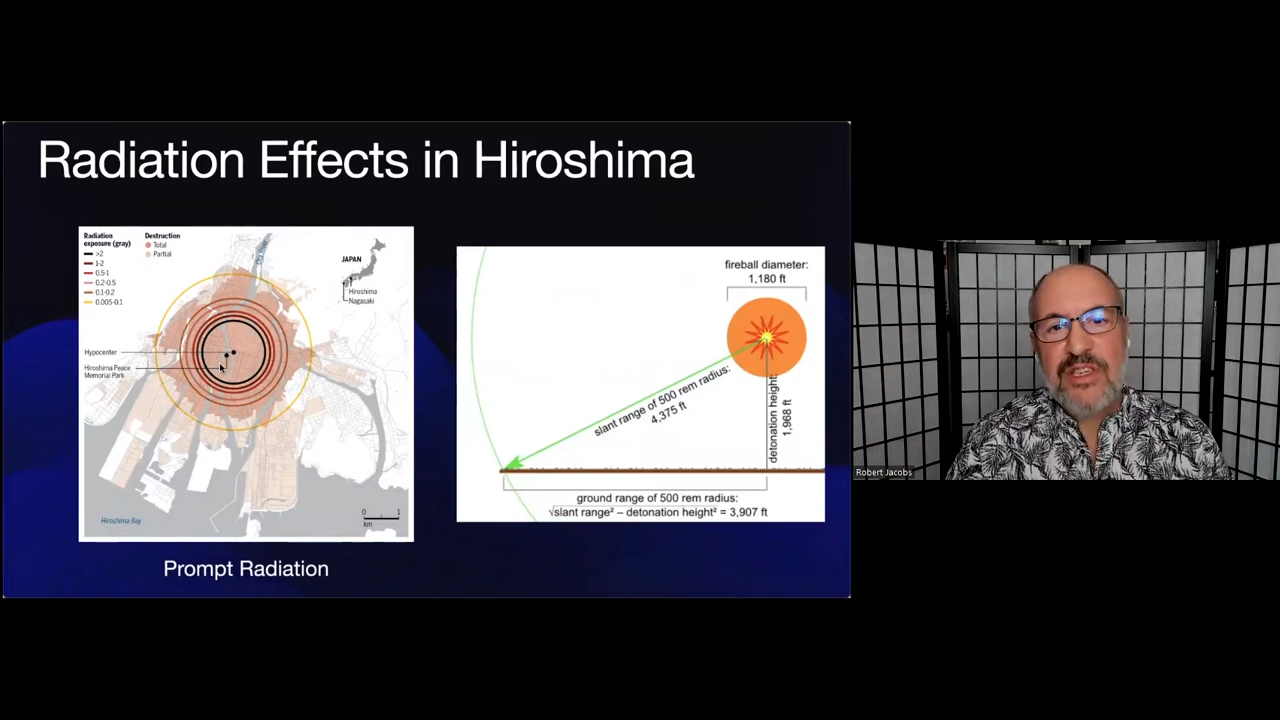 Radiation Effects in Hiroshima
Radiation
exposure (gray)
>2
1-2
0.5-1
0.2-0.5
0.1-0.2
0.005-0.1
Destruction
Total
Partial
JAPAN
Hiroshima
Nagasaki
Hypocenter
Hiroshima Peace
Memorial Park
Hiroshima Bay
0 1
km
Prompt Radiation
fireball diameter:
1,180 ft
slant range of 500 rem radius:
4,375 ft
detonation height:
1,968 ft
ground range of 500 rem radius:
√slant range² – detonation height² = 3,907 ft
Robert Jacobs